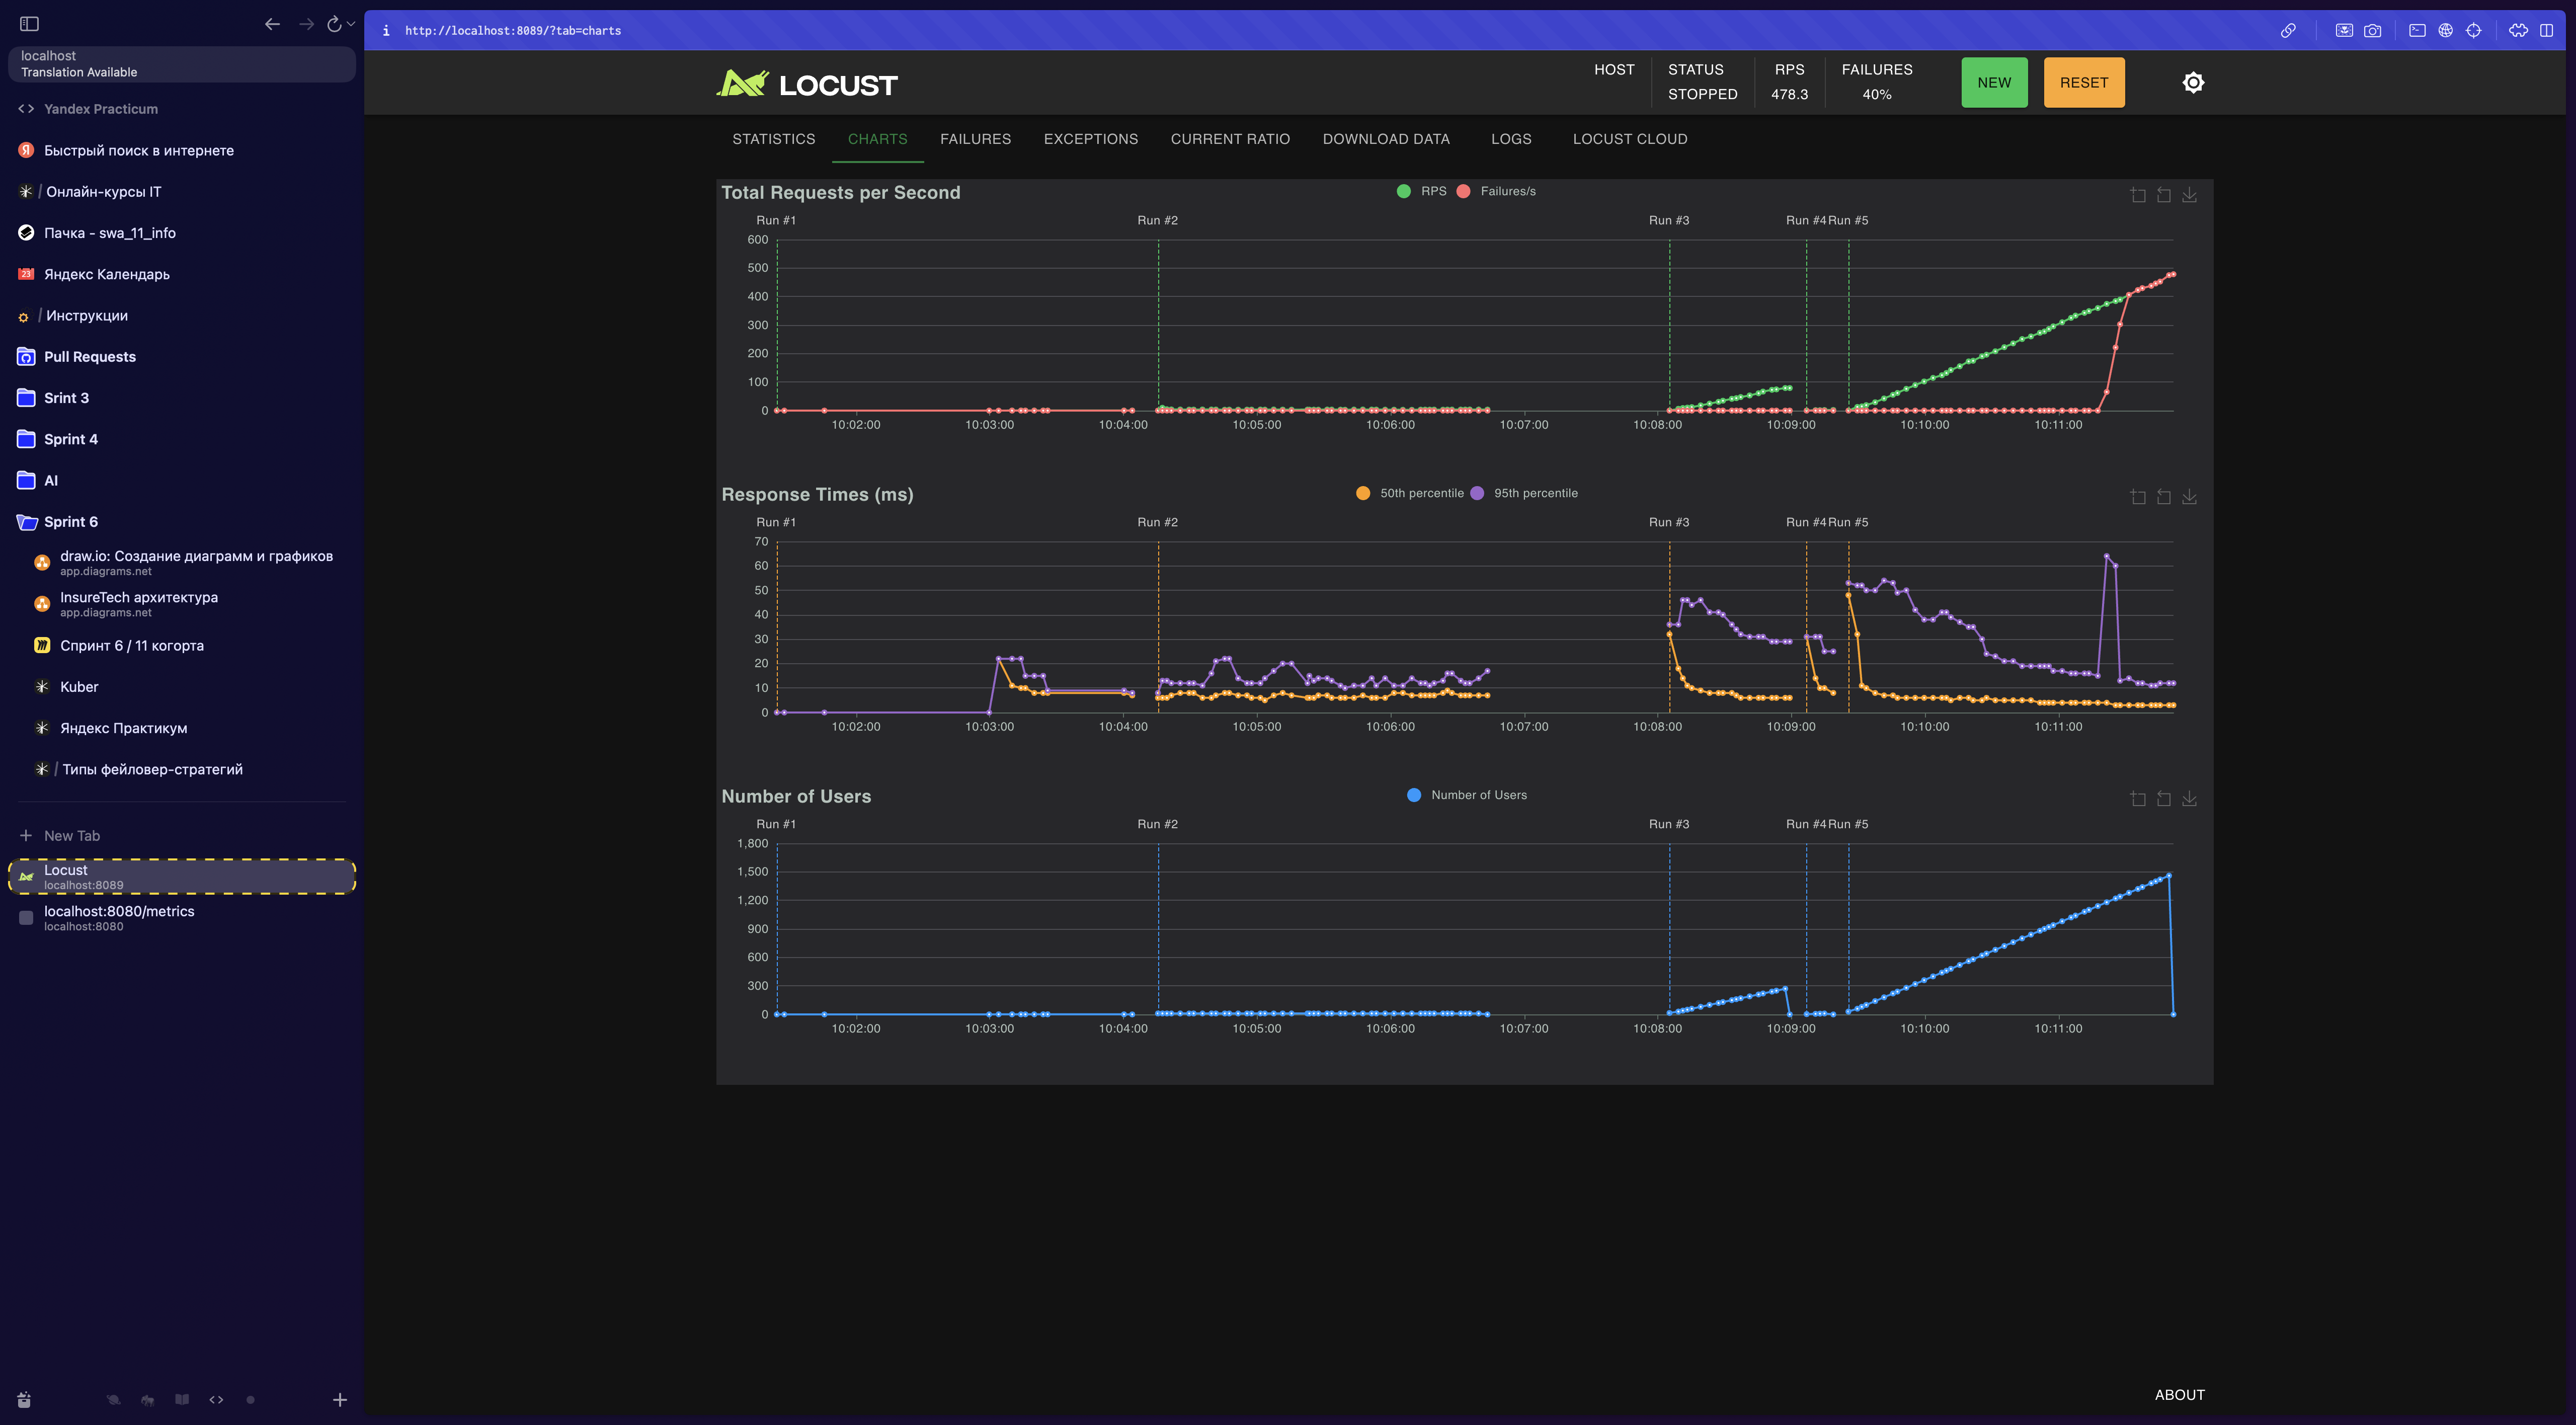 localhost
Translation Available
Yandex Practicum
Быстрый поиск в интернете
/ Онлайн-курсы IT
Пачка - swa_11_info
23
Яндекс Календарь
/ Инструкции
Pull Requests
Srint 3
Sprint 4
AI
Sprint 6
draw.io: Создание диаграмм и графиков
app.diagrams.net
InsureTech архитектура
app.diagrams.net
Спринт 6 / 11 когорта
Kuber
Яндекс Практикум
/ Типы фейловер-стратегий
New Tab
Locust
localhost:8089
localhost:8080/metrics
localhost:8080
http://localhost:8089/?tab=charts
LOCUST
HOST
STATUS
STOPPED
RPS
478.3
FAILURES
40%
NEW
RESET
STATISTICS CHARTS FAILURES EXCEPTIONS CURRENT RATIO DOWNLOAD DATA LOGS LOCUST CLOUD
Total Requests per Second
RPS Failures/s
Run #1 Run #2 Run #3 Run #4 Run #5
600
500
400
300
200
100
0
10:02:00 10:03:00 10:04:00 10:05:00 10:06:00 10:07:00 10:08:00 10:09:00 10:10:00 10:11:00
Response Times (ms)
50th percentile 95th percentile
Run #1 Run #2 Run #3 Run #4 Run #5
70
60
50
40
30
20
10
0
10:02:00 10:03:00 10:04:00 10:05:00 10:06:00 10:07:00 10:08:00 10:09:00 10:10:00 10:11:00
Number of Users
Number of Users
Run #1 Run #2 Run #3 Run #4 Run #5
1,800
1,500
1,200
900
600
300
0
10:02:00 10:03:00 10:04:00 10:05:00 10:06:00 10:07:00 10:08:00 10:09:00 10:10:00 10:11:00
ABOUT